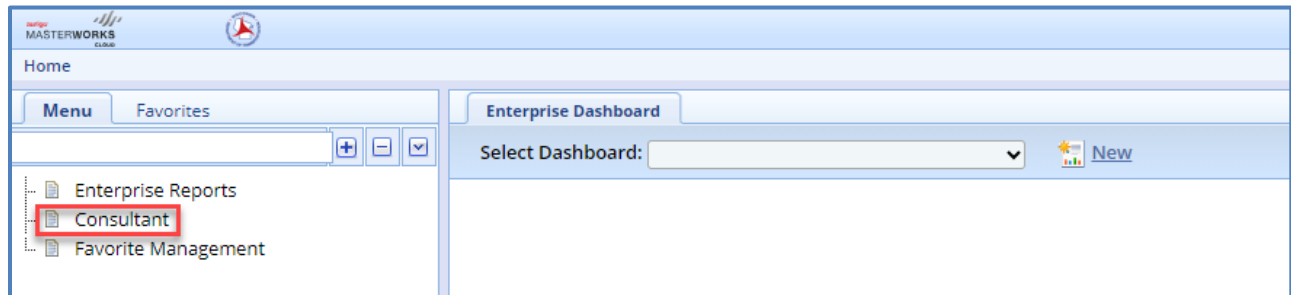 aurigo
MASTERWORKS
CLOUD
Home
Menu Favorites
Enterprise Dashboard
Select Dashboard: New
Enterprise Reports
Consultant
Favorite Management